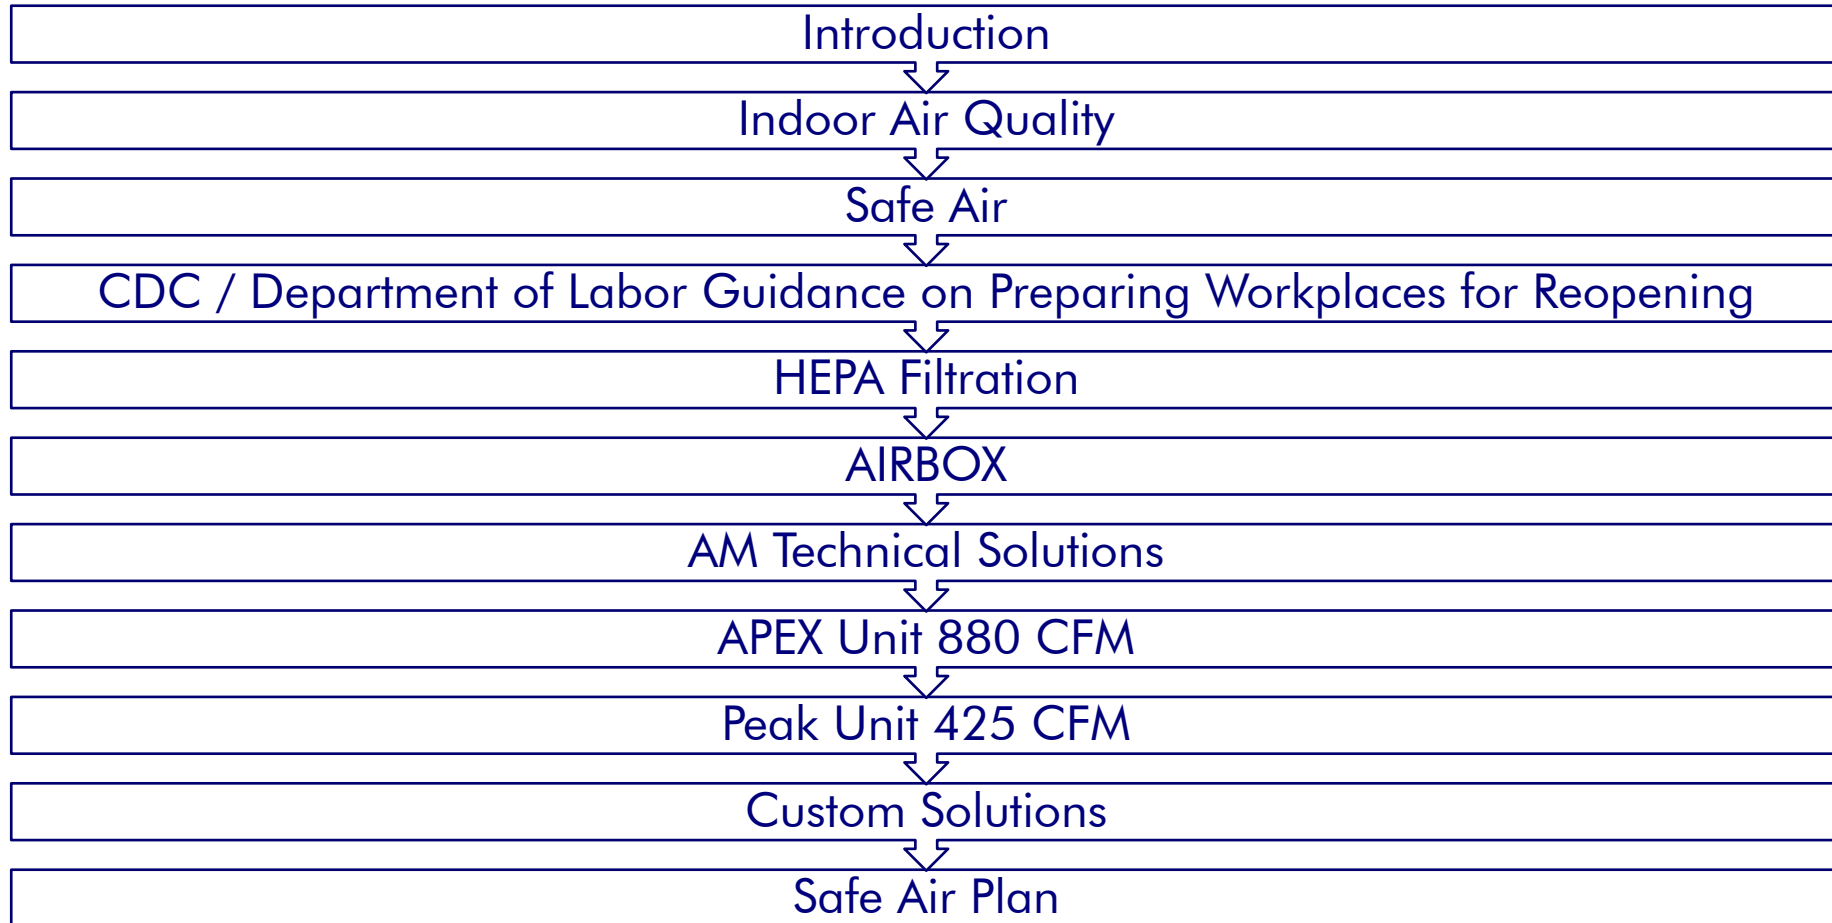 Introduction
Indoor Air Quality
Safe Air
CDC / Department of Labor Guidance on Preparing Workplaces for Reopening
HEPA Filtration
AIRBOX
AM Technical Solutions
APEX Unit 880 CFM
Peak Unit 425 CFM
Custom Solutions
Safe Air Plan